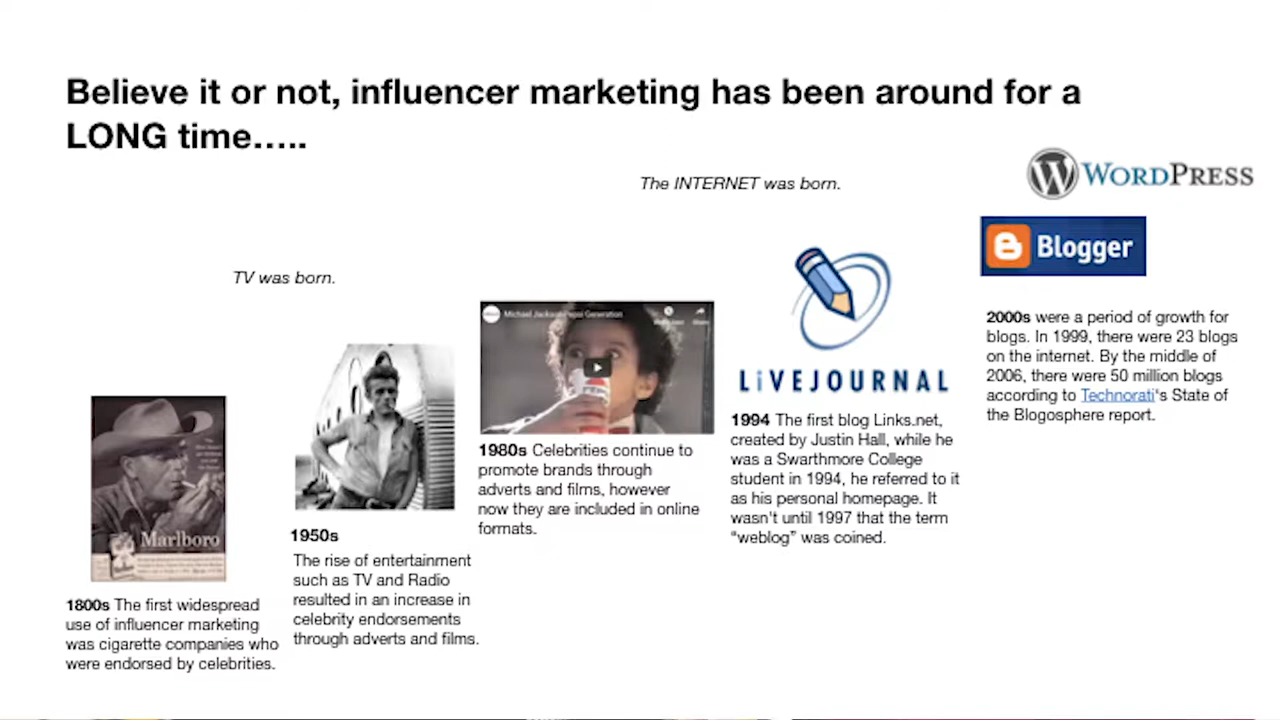 Believe it or not, influencer marketing has been around for a
LONG time.....
The INTERNET was born.
TV was born.
WORDPRESS
Blogger
Michael Jackson Pepsi Generation
LiVEJOURNAL
Marlboro
1800s The first widespread
use of influencer marketing
was cigarette companies who
were endorsed by celebrities.
1950s
The rise of entertainment
such as TV and Radio
resulted in an increase in
celebrity endorsements
through adverts and films.
1980s Celebrities continue to
promote brands through
adverts and films, however
now they are included in online
formats.
1994 The first blog Links.net,
created by Justin Hall, while he
was a Swarthmore College
student in 1994, he referred to it
as his personal homepage. It
wasn't until 1997 that the term
“weblog” was coined.
2000s were a period of growth for
blogs. In 1999, there were 23 blogs
on the internet. By the middle of
2006, there were 50 million blogs
according to Technorati's State of
the Blogosphere report.